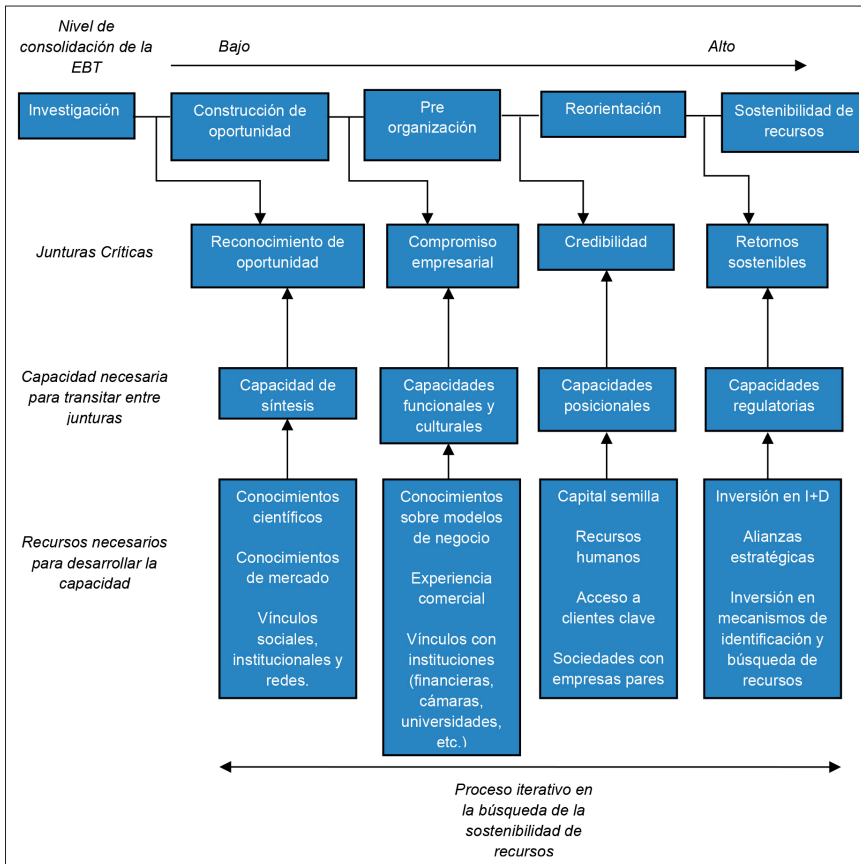 Nivel de
consolidación de la
EBT
Bajo
Alto
Investigación
Construcción de
oportunidad
Pre
organización
Reorientación
Sostenibilidad de
recursos
Junturas Críticas
Reconocimiento de
oportunidad
Compromiso
empresarial
Credibilidad
Retornos
sostenibles
Capacidad necesaria
para transitar entre
junturas
Capacidad de
síntesis
Capacidades
funcionales y
culturales
Capacidades
posicionales
Capacidades
regulatorias
Recursos necesarios
para desarrollar la
capacidad
Conocimientos
científicos
Conocimientos
de mercado
Vínculos
sociales,
institucionales y
redes.
Conocimientos
sobre modelos
de negocio
Experiencia
comercial
Vínculos con
instituciones
(financieras,
cámaras,
universidades,
etc.)
Capital semilla
Recursos
humanos
Acceso a
clientes clave
Sociedades con
empresas pares
Inversión en I+D
Alianzas
estratégicas
Inversión en
mecanismos de
identificación y
búsqueda de
recursos
Proceso iterativo en
la búsqueda de la
sostenibilidad de
recursos